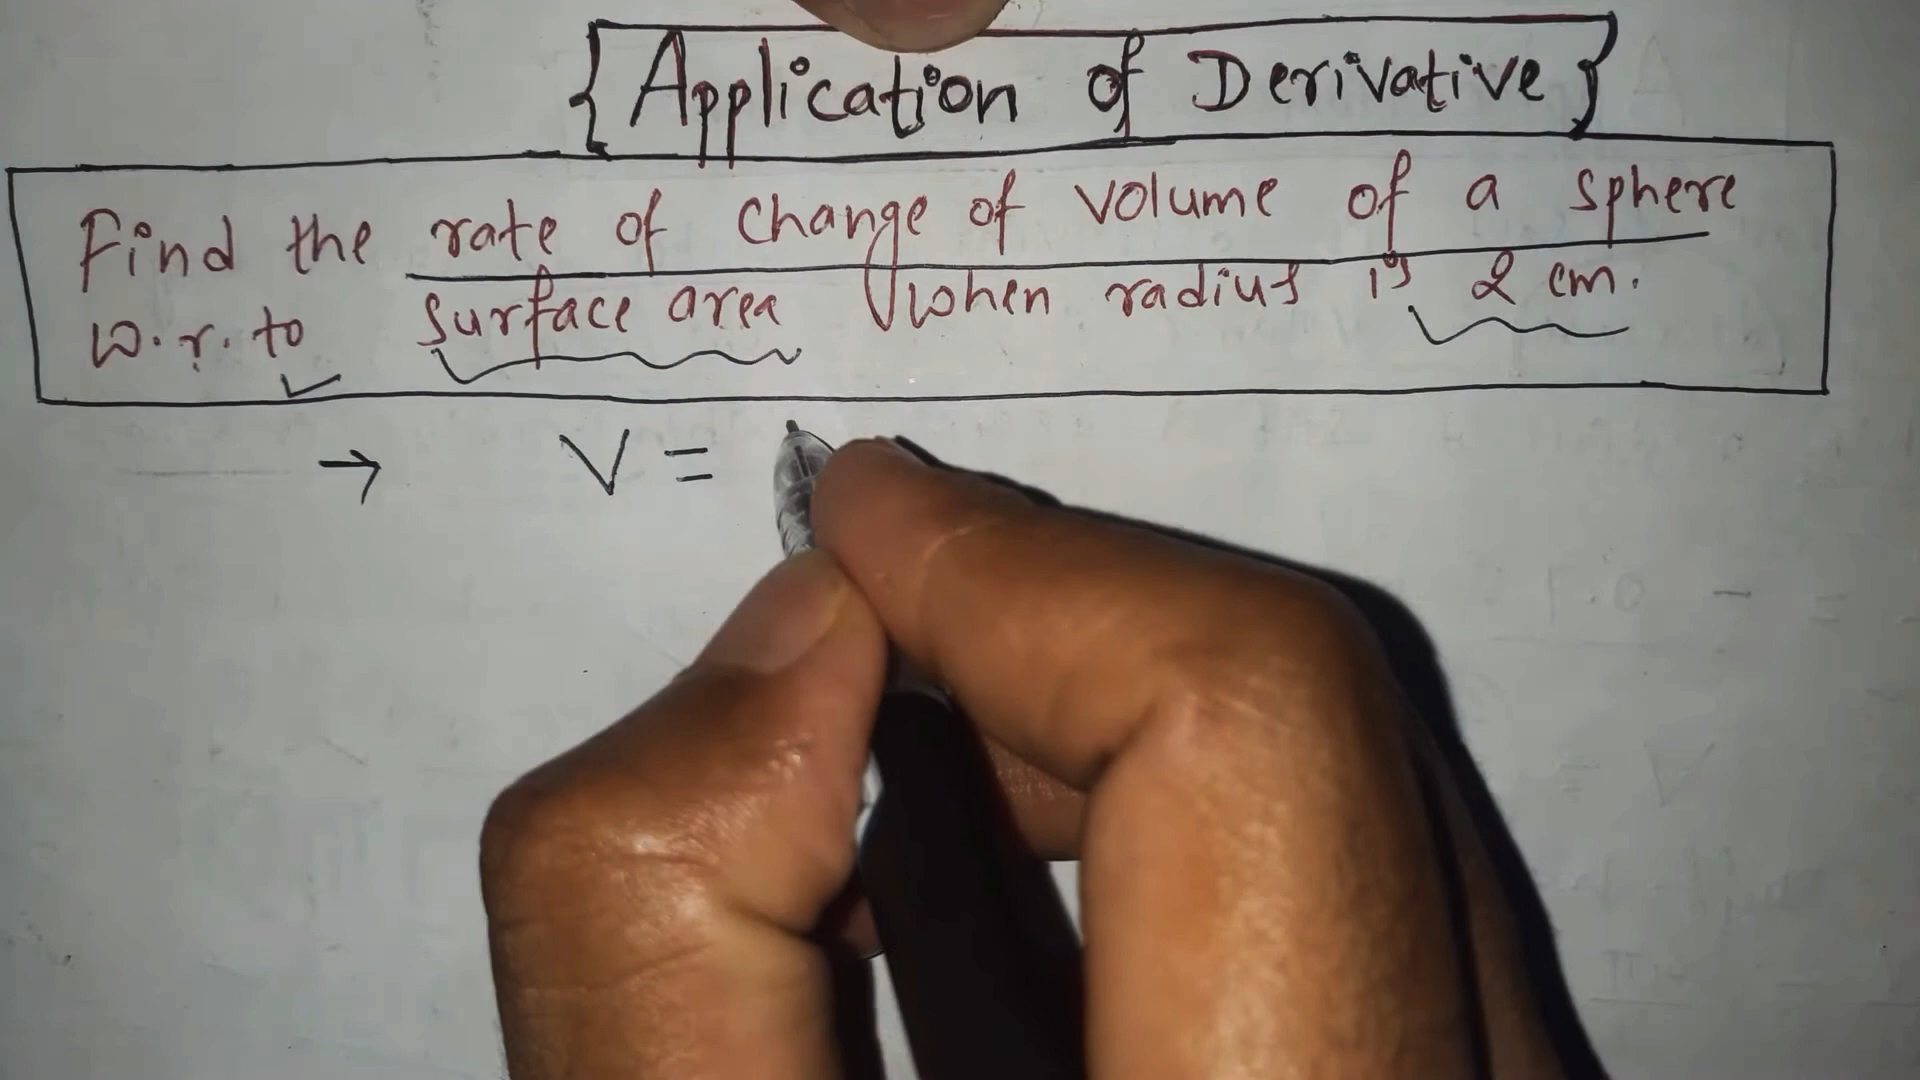 {Application of Derivative}
Find the rate of change of volume of a sphere
w.r. to surface area when radius is 2 cm.
→ V =